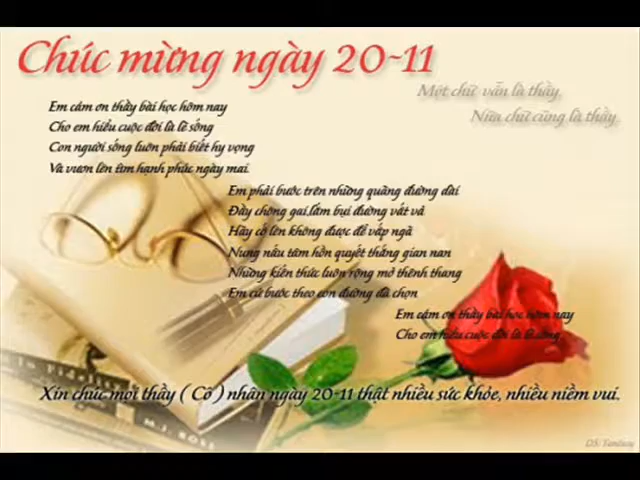 Chúc mừng ngày 20-11
Một chữ vẫn là thầy,
Nửa chữ cũng là thầy.
Em cám ơn thầy bài học hôm nay
Cho em hiểu cuộc đời là lẽ sống
Con người sống luôn phải biết hy vọng
Và vươn lên tìm hạnh phúc ngày mai.
Em phải bước trên những quãng đường dài
Đầy chông gai,lấm bụi đường vất vả
Hãy cố lên không được để vấp ngã
Nung nấu tâm hồn quyết thắng gian nan
Những kiến thức luôn rộng mở thênh thang
Em cứ bước theo con đường đã chọn
Em cám ơn thầy bài học hôm nay
Cho em hiểu cuộc đời là lẽ sống
Xin chúc mọi thầy ( Cô ) nhân ngày 20-11 thật nhiều sức khỏe, nhiều niềm vui.
M.J. ROSE